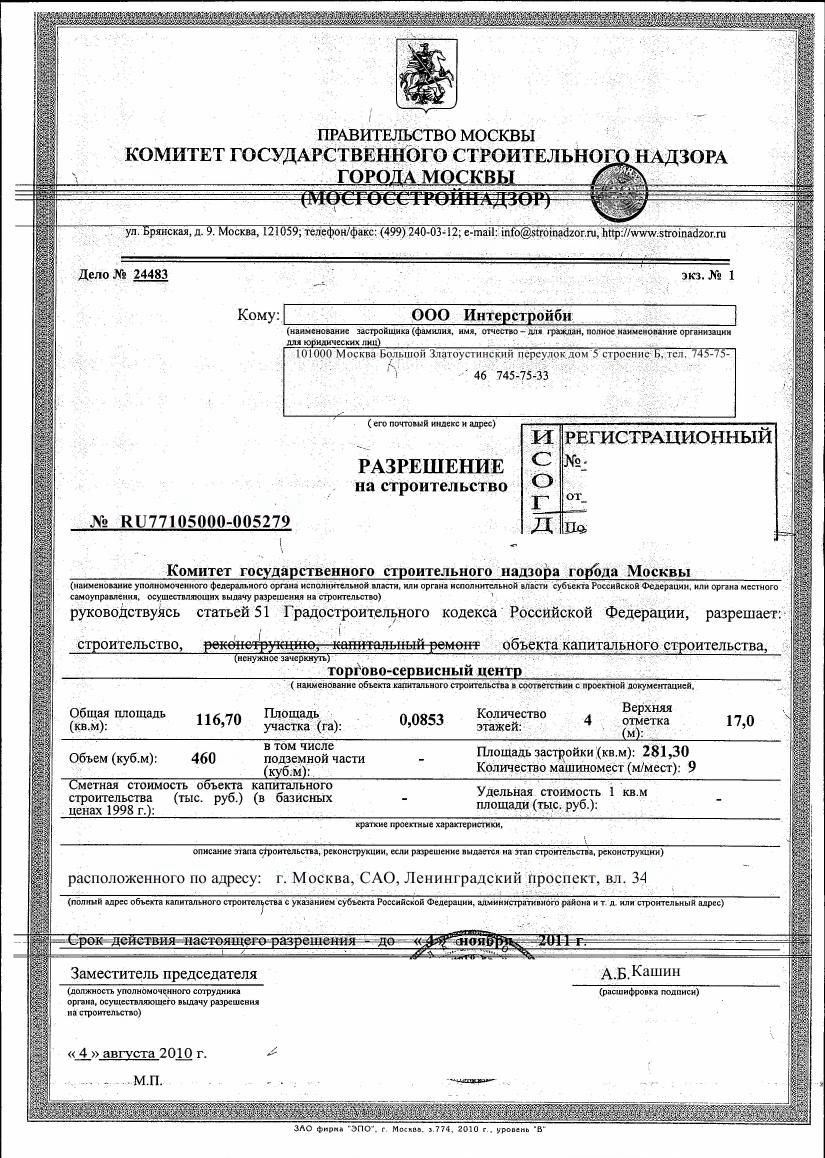 ПРАВИТЕЛЬСТВО МОСКВЫ
КОМИТЕТ ГОСУДАРСТВЕННОГО СТРОИТЕЛЬНОГО НАДЗОРА
ГОРОДА МОСКВЫ
(МОСГОССТРОЙНАДЗОР)
ул. Брянская, д. 9. Москва, 121059; телефон/факс: (499) 240-03-12; e-mail: info@stroinadzor.ru, http://www.stroinadzor.ru
Дело № 24483 экз. № 1
Кому: ООО Интерстройби
(наименование застройщика (фамилия, имя, отчество – для граждан, полное наименование организации
для юридических лиц)
101000 Москва Большой Златоустинский переулок дом 5 строение Б, тел. 745-75-
46 745-75-33
( его почтовый индекс и адрес)
РАЗРЕШЕНИЕ
на строительство
№ RU77105000-005279
ИСОГД
РЕГИСТРАЦИОННЫЙ
№
от
По
Комитет государственного строительного надзора города Москвы
(наименование уполномоченного федерального органа исполнительной власти, или органа исполнительной власти субъекта Российской Федерации, или органа местного
самоуправления, осуществляющих выдачу разрешения на строительство)
руководствуясь статьей 51 Градостроительного кодекса Российской Федерации, разрешает:
строительство, реконструкцию, капитальный ремонт объекта капитального строительства,
(ненужное зачеркнуть)
торгово-сервисный центр
( наименование объекта капитального строительства в соответствии с проектной документацией,
Общая площадь (кв.м): 116,70 Площадь участка (га): 0,0853 Количество этажей: 4 Верхняя отметка (м): 17,0
Объем (куб.м): 460 в том числе подземной части (куб.м): - Площадь застройки (кв.м): 281,30
Количество машиномест (м/мест): 9
Сметная стоимость объекта капитального строительства (тыс. руб.) (в базисных ценах 1998 г.): - Удельная стоимость 1 кв.м площади (тыс. руб.): -
краткие проектные характеристики,
описание этапа строительства, реконструкции, если разрешение выдается на этап строительства, реконструкции)
расположенного по адресу: г. Москва, САО, Ленинградский проспект, вл. 34
(полный адрес объекта капитального строительства с указанием субъекта Российской Федерации, административного района и т. д. или строительный адрес)
Срок действия настоящего разрешения - до « 4 » ноября 2011 г.
Заместитель председателя А.Б.Кашин
(должность уполномоченного сотрудника
органа, осуществляющего выдачу разрешения
на строительство)
(расшифровка подписи)
« 4 » августа 2010 г.
М.П.
ЗАО фирма "ЭПО", г. Москва, з.774, 2010 г., уровень "В"